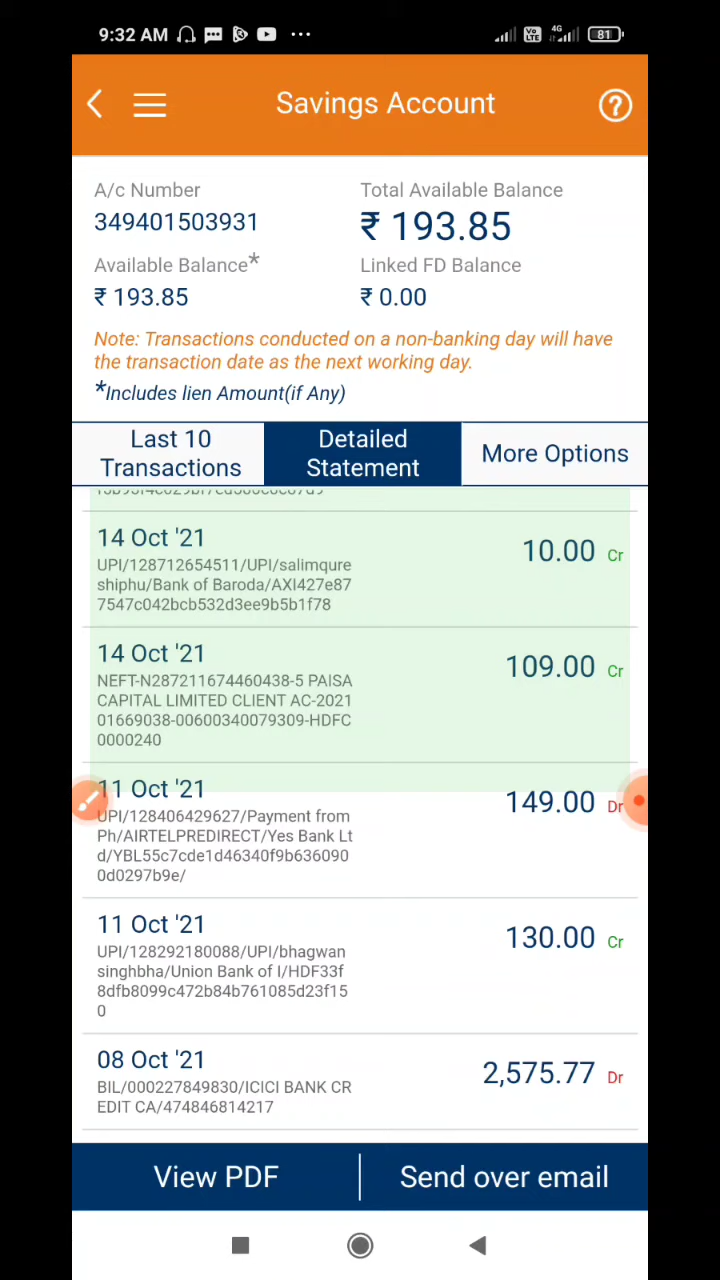 9:32 AM
Vo LTE 4G 81
Savings Account
A/c Number
349401503931
Total Available Balance
₹ 193.85
Available Balance*
₹ 193.85
Linked FD Balance
₹ 0.00
Note: Transactions conducted on a non-banking day will have
the transaction date as the next working day.
*Includes lien Amount(if Any)
Last 10
Transactions
Detailed
Statement
More Options
14 Oct '21
10.00 Cr
UPI/128712654511/UPI/salimqure
shiphu/Bank of Baroda/AXI427e87
7547c042bcb532d3ee9b5b1f78
14 Oct '21
109.00 Cr
NEFT-N287211674460438-5 PAISA
CAPITAL LIMITED CLIENT AC-2021
01669038-00600340079309-HDFC
0000240
11 Oct '21
149.00 Dr
UPI/128406429627/Payment from
Ph/AIRTELPREDIRECT/Yes Bank Lt
d/YBL55c7cde1d46340f9b636090
0d0297b9e/
11 Oct '21
130.00 Cr
UPI/128292180088/UPI/bhagwan
singhbha/Union Bank of I/HDF33f
8dfb8099c472b84b761085d23f15
0
08 Oct '21
2,575.77 Dr
BIL/000227849830/ICICI BANK CR
EDIT CA/474846814217
View PDF
Send over email